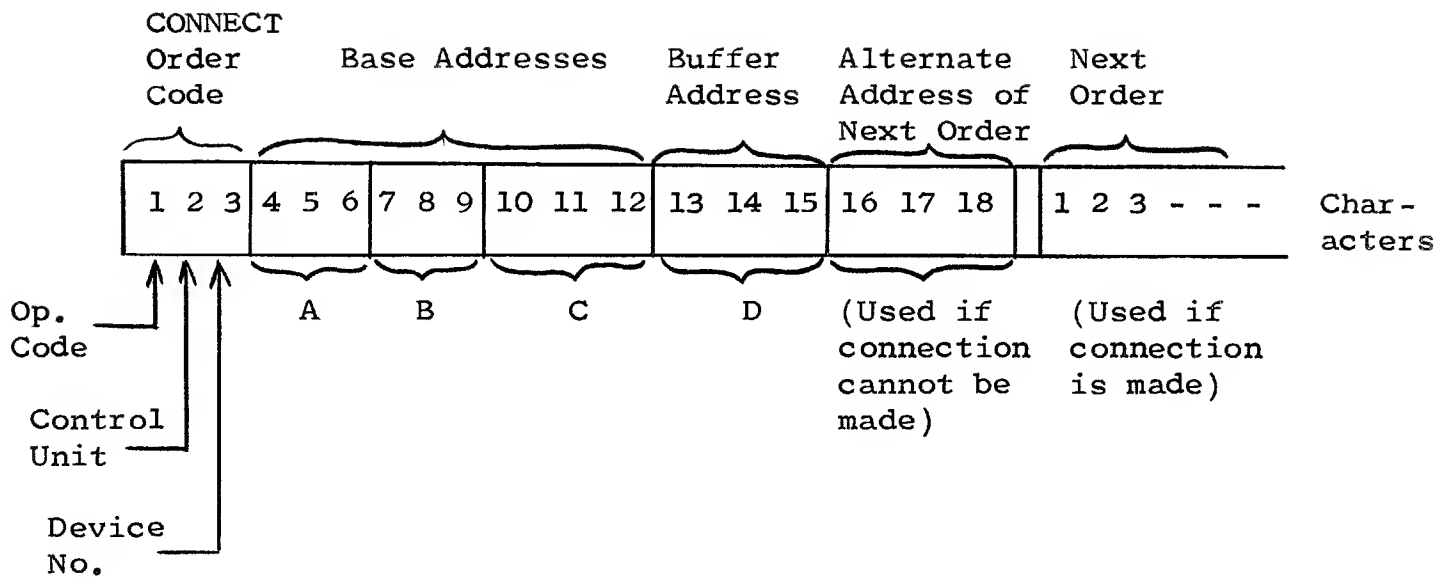 CONNECT
Order
Code
Base Addresses
Buffer
Address
Alternate
Address of
Next Order
Next
Order
1 2 3 4 5 6 7 8 9 10 11 12 13 14 15 16 17 18 1 2 3 - - -
Char-
acters
Op.
Code
Control
Unit
Device
No.
A
B
C
D
(Used if
connection
cannot be
made)
(Used if
connection
is made)